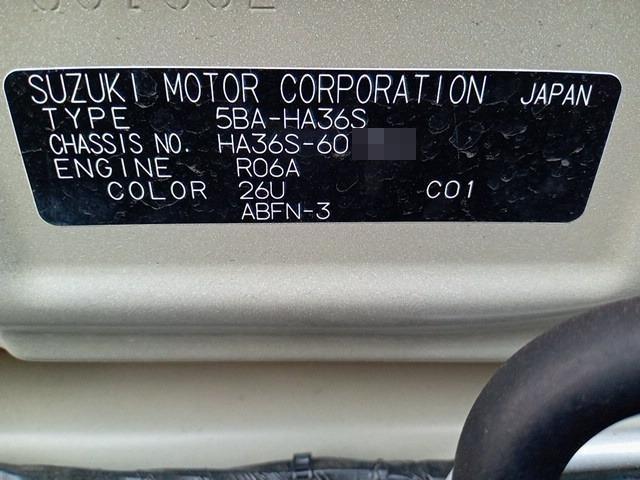 SUZUKI MOTOR CORPORATION JAPAN
TYPE 5BA-HA36S
CHASSIS NO. HA36S-60
ENGINE R06A
COLOR 26U C01
ABFN-3